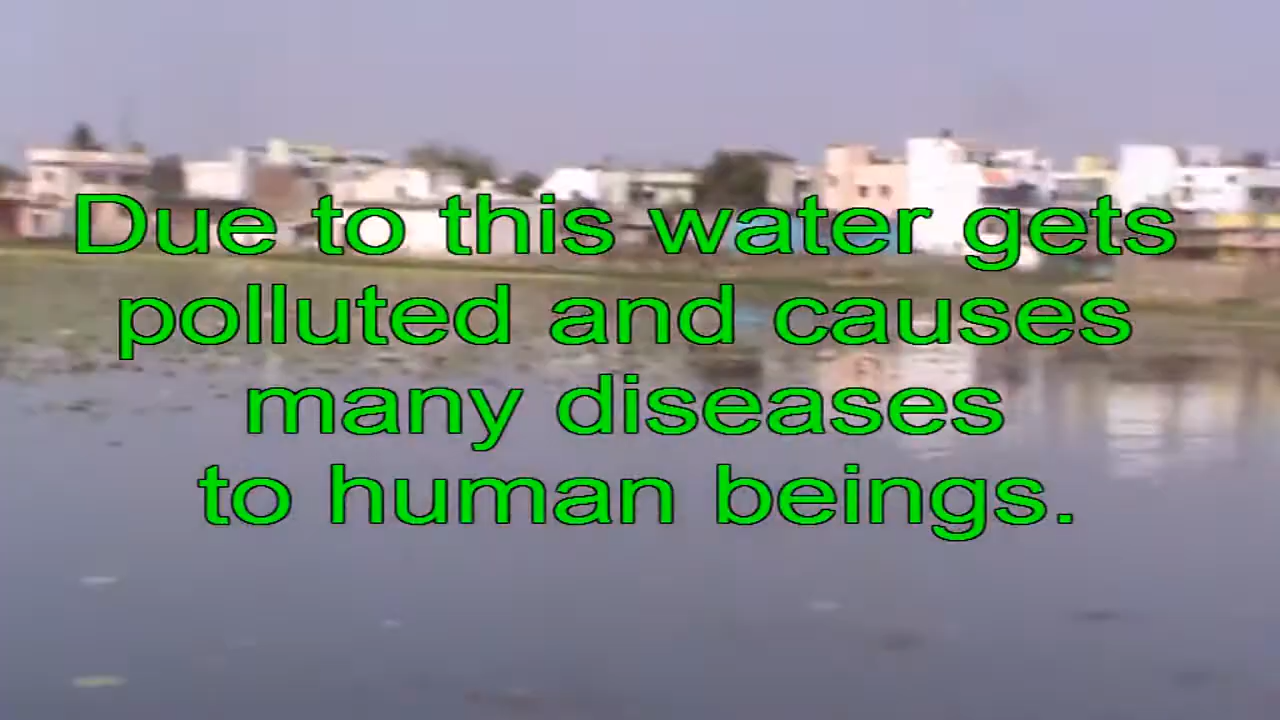 Due to this water gets
polluted and causes
many diseases
to human beings.